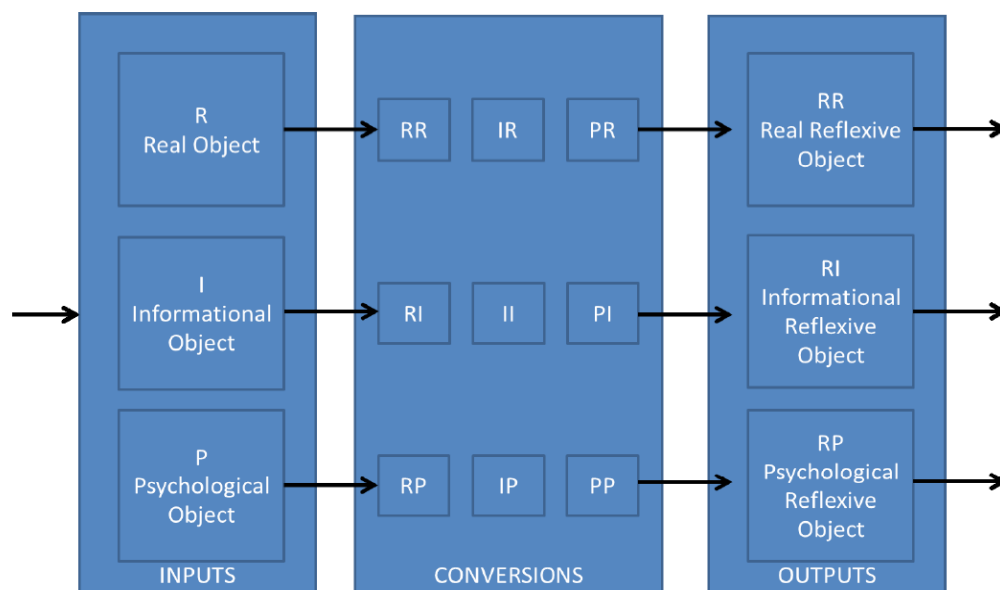 R
Real Object
I
Informational
Object
P
Psychological
Object
INPUTS
RR IR PR
RI II PI
RP IP PP
CONVERSIONS
RR
Real Reflexive
Object
RI
Informational
Reflexive
Object
RP
Psychological
Reflexive
Object
OUTPUTS